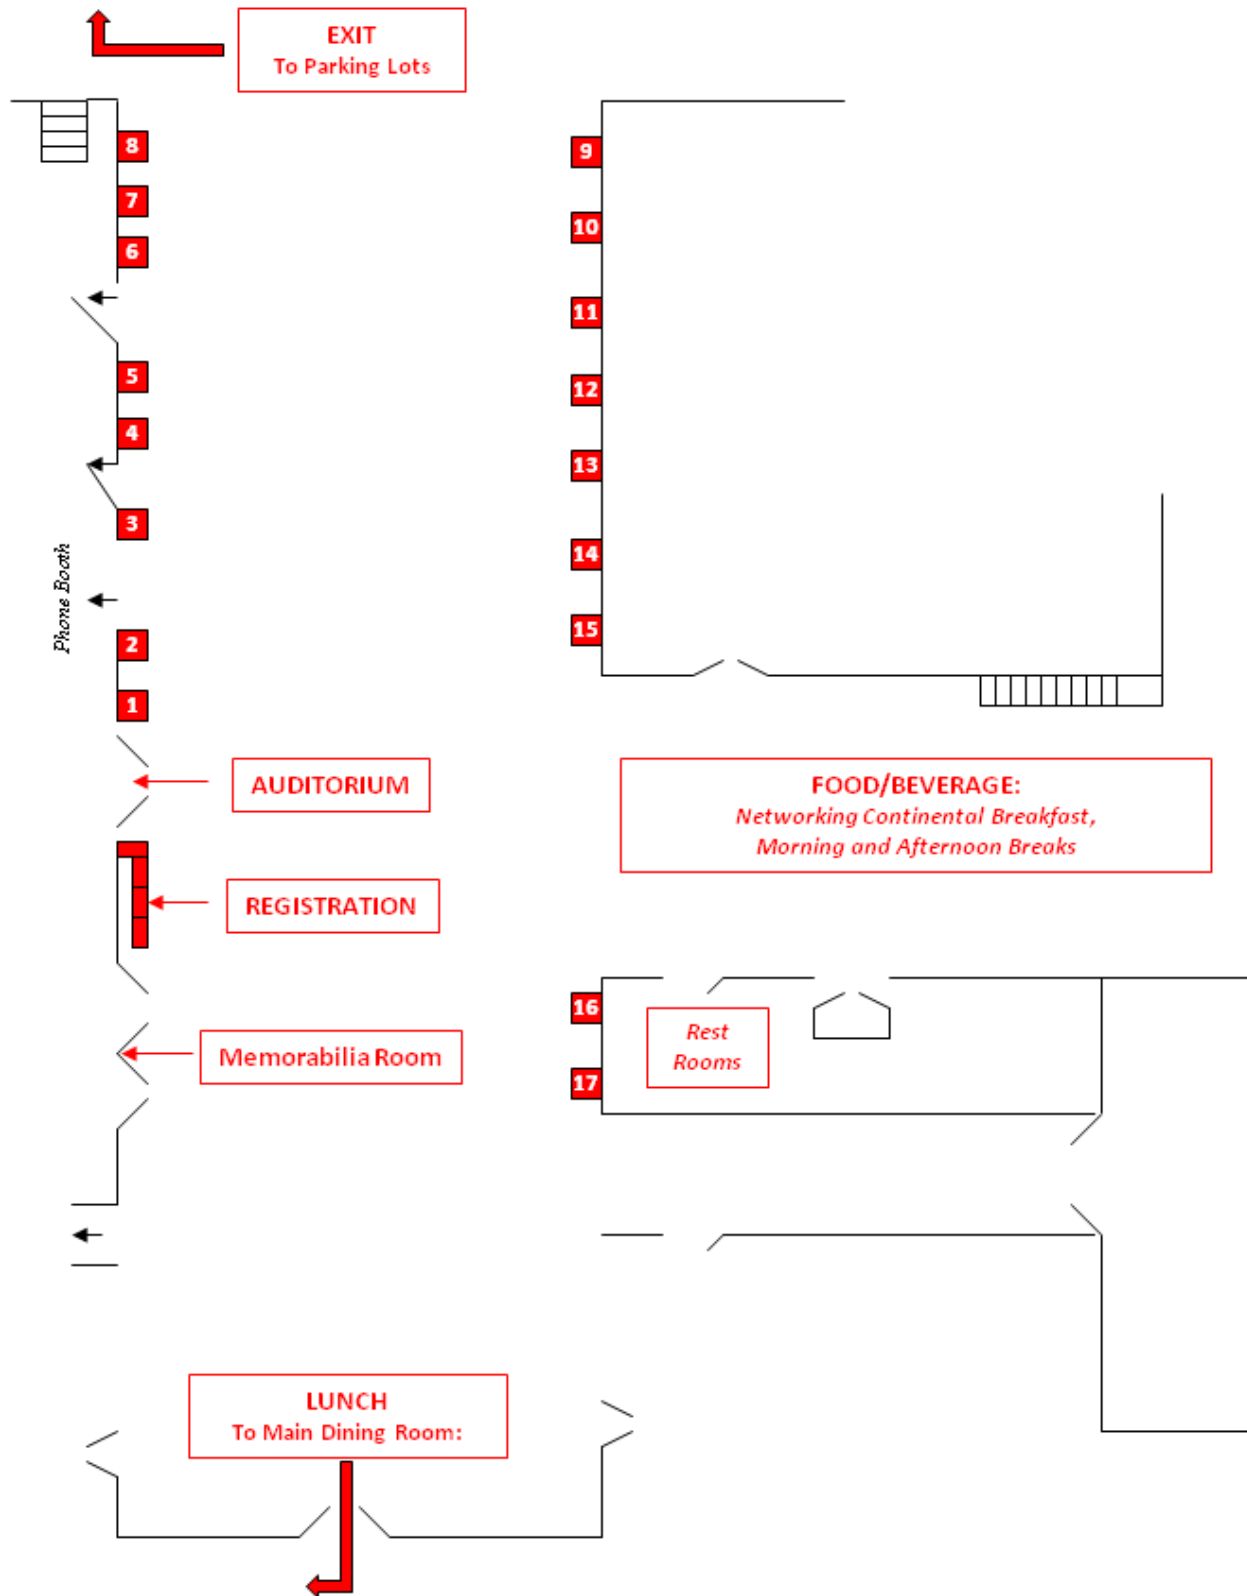 EXIT
To Parking Lots
8
9
7
10
6
11
5
12
4
13
3
Phone Booth
14
2
15
1
AUDITORIUM
FOOD/BEVERAGE:
Networking Continental Breakfast,
Morning and Afternoon Breaks
REGISTRATION
16
Rest
Rooms
Memorabilia Room
17
LUNCH
To Main Dining Room: